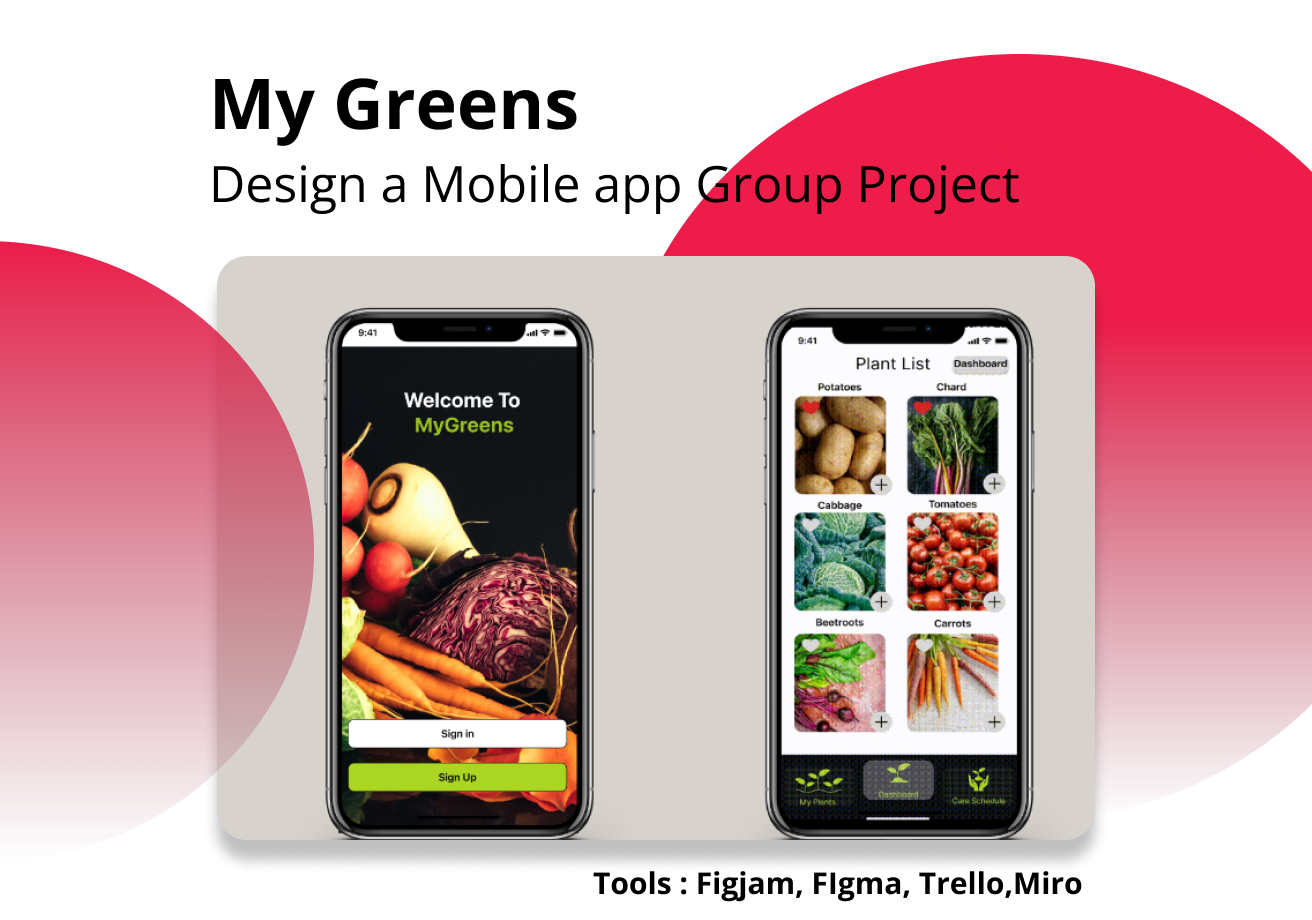 My Greens
Design a Mobile app Group Project
9:41
Welcome To
MyGreens
Sign in
Sign Up
9:41
Plant List
Dashboard
Potatoes
Chard
Cabbage
Tomatoes
Beetroots
Carrots
My Plants
Dashboard
Care Schedule
Tools : Figjam, FIgma, Trello,Miro